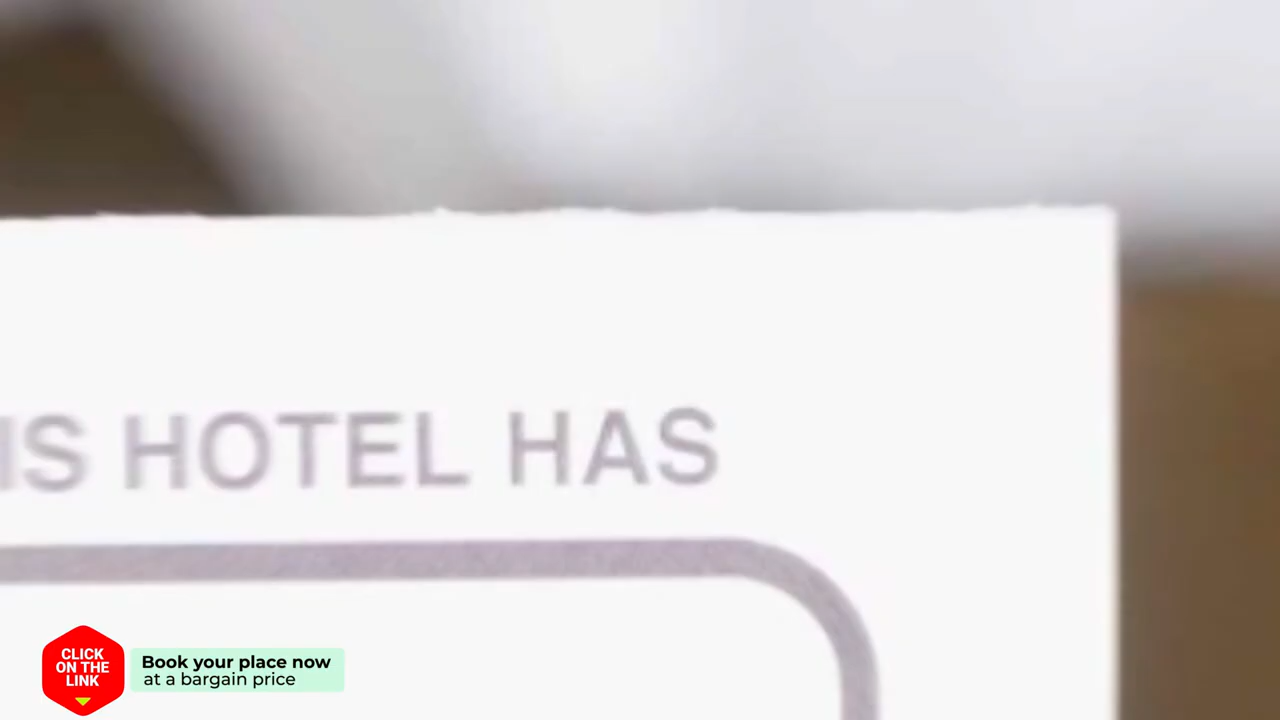 IS HOTEL HAS
CLICK
ON THE
LINK
Book your place now
at a bargain price